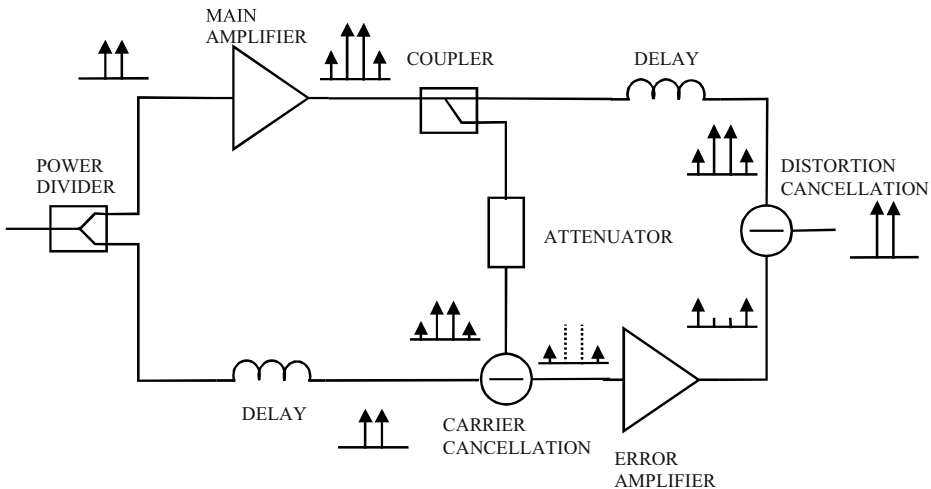 MAIN
AMPLIFIER
COUPLER
DELAY
POWER
DIVIDER
DISTORTION
CANCELLATION
ATTENUATOR
DELAY
CARRIER
CANCELLATION
ERROR
AMPLIFIER